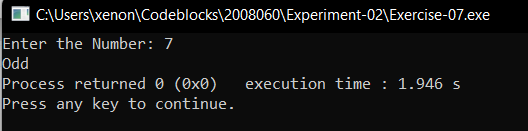 C:\Users\xenon\Codeblocks\2008060\Experiment-02\Exercise-07.exe
Enter the Number: 7
Odd
Process returned 0 (0x0)   execution time : 1.946 s
Press any key to continue.